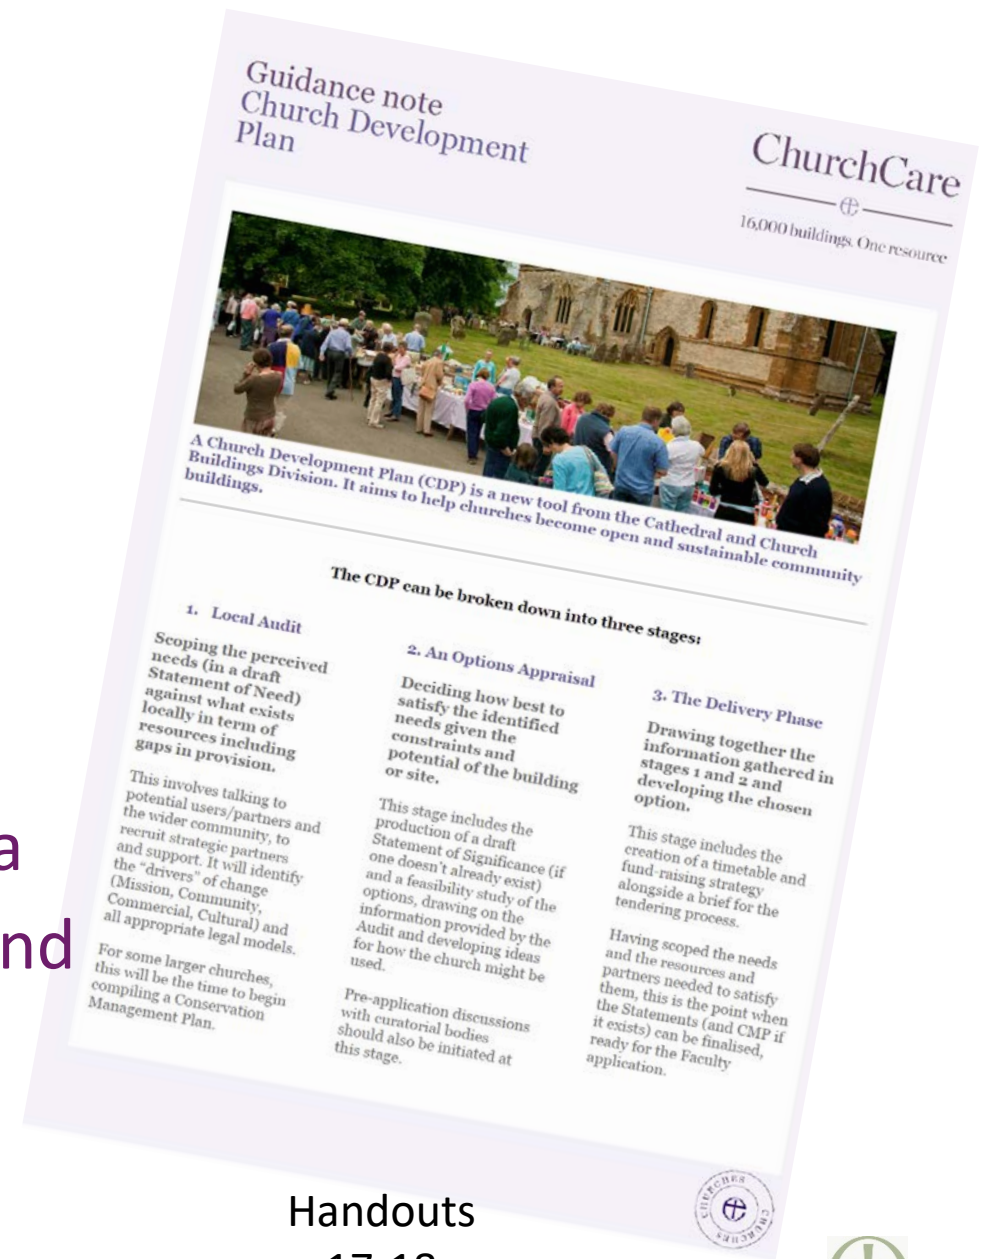 Guidance note
Church Development
Plan
ChurchCare
16,000 buildings. One resource
A Church Development Plan (CDP) is a new tool from the Cathedral and Church
Buildings Division. It aims to help churches become open and sustainable community
buildings.
The CDP can be broken down into three stages:
1. Local Audit
Scoping the perceived
needs (in a draft
Statement of Need)
against what exists
locally in term of
resources including
gaps in provision.
This involves talking to
potential users/partners and
the wider community, to
recruit strategic partners
and support. It will identify
the “drivers” of change
(Mission, Community,
Commercial, Cultural) and
all appropriate legal models.
For some larger churches,
this will be the time to begin
compiling a Conservation
Management Plan.
2. An Options Appraisal
Deciding how best to
satisfy the identified
needs given the
constraints and
potential of the building
or site.
This stage includes the
production of a draft
Statement of Significance (if
one doesn't already exist)
and a feasibility study of the
options, drawing on the
information provided by the
Audit and developing ideas
for how the church might be
used.
Pre-application discussions
with curatorial bodies
should also be initiated at
this stage.
3. The Delivery Phase
Drawing together the
information gathered in
stages 1 and 2 and
developing the chosen
option.
This stage includes the
creation of a timetable and
fund-raising strategy
alongside a brief for the
tendering process.
Having scoped the needs
and the resources and
partners needed to satisfy
them, this is the point when
the Statements (and CMP if
it exists) can be finalised,
ready for the Faculty
application.
a
nd
CHURCHES CHURCHES CHURCHES
Handouts
17-18